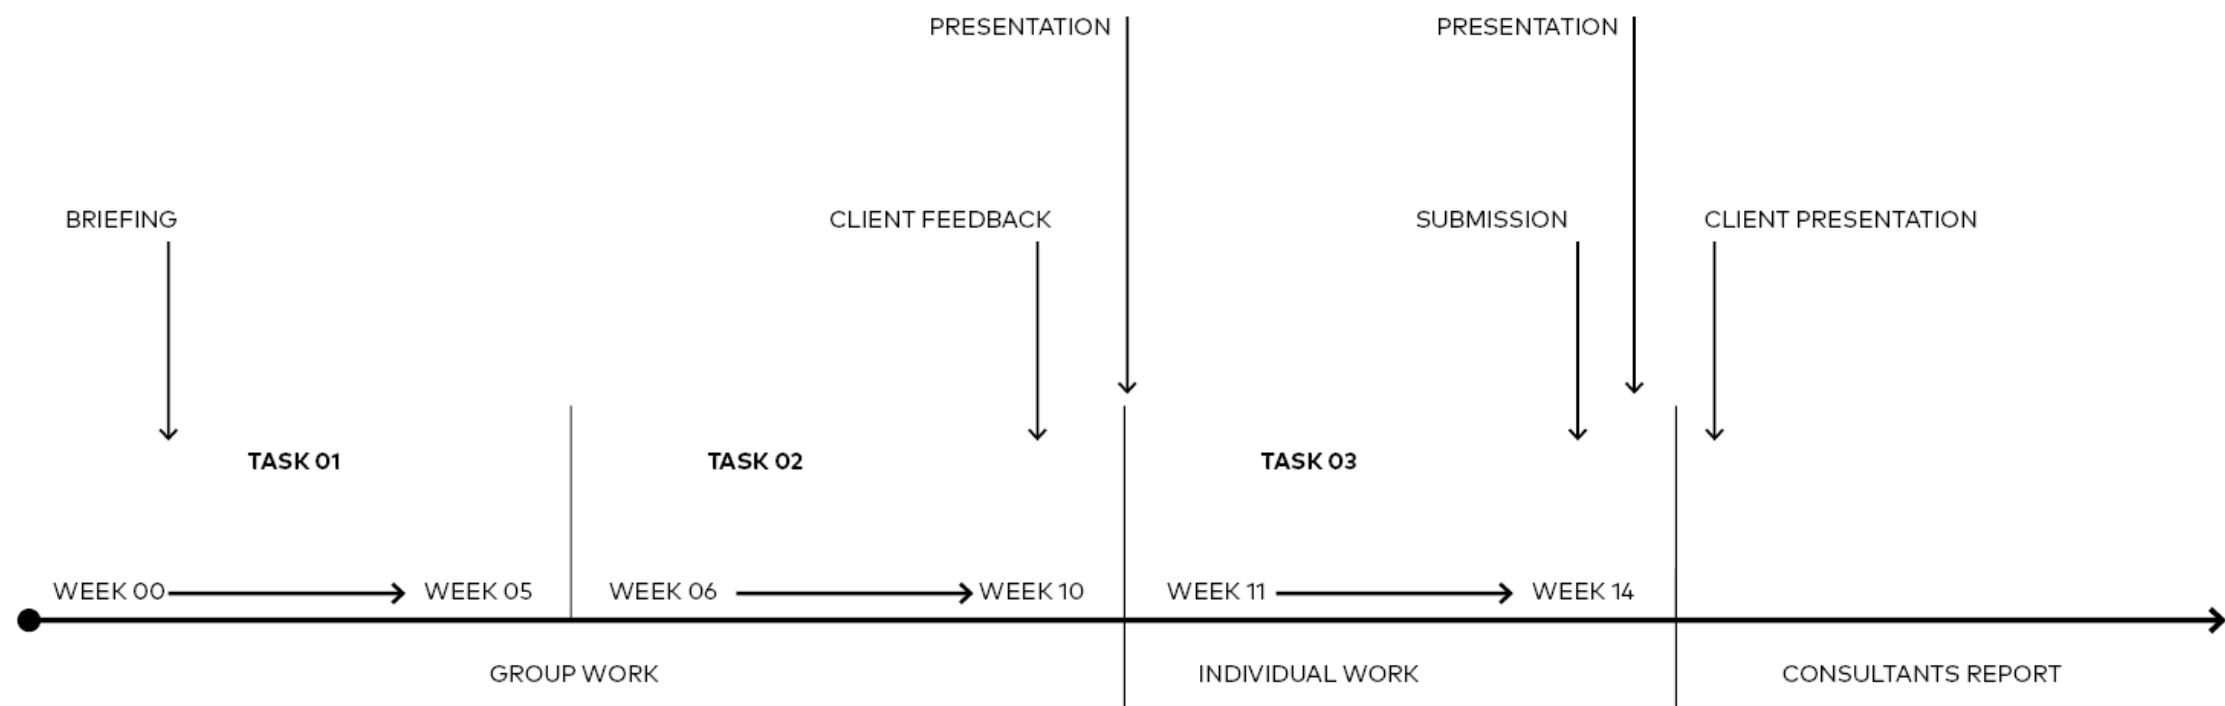 PRESENTATION
PRESENTATION
BRIEFING
CLIENT FEEDBACK
SUBMISSION
CLIENT PRESENTATION
TASK 01
TASK 02
TASK 03
WEEK 00
WEEK 05
WEEK 06
WEEK 10
WEEK 11
WEEK 14
GROUP WORK
INDIVIDUAL WORK
CONSULTANTS REPORT